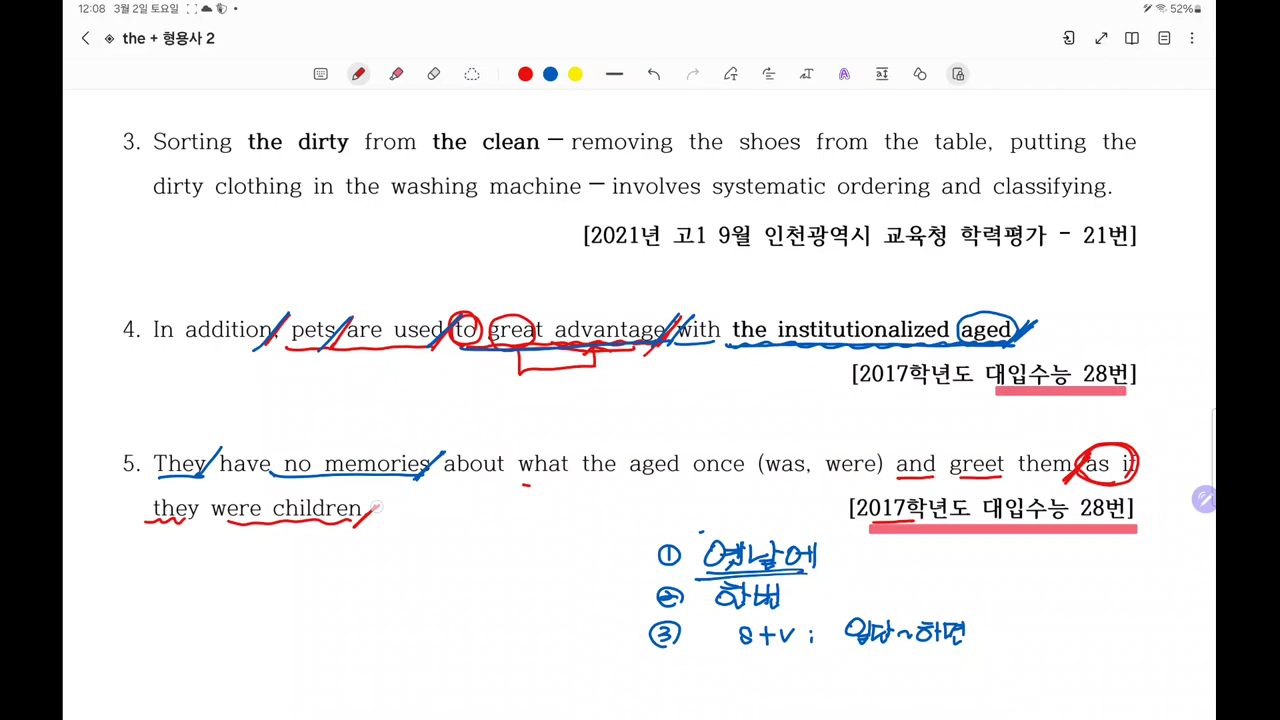 12:08 3월 2일 토요일
52%
the + 형용사 2
3. Sorting the dirty from the clean — removing the shoes from the table, putting the
dirty clothing in the washing machine — involves systematic ordering and classifying.
[2021년 고1 9월 인천광역시 교육청 학력평가 - 21번]
4. In addition, pets are used to great advantage with the institutionalized aged
[2017학년도 대입수능 28번]
5. They have no memories about what the aged once (was, were) and greet them as if
they were children
[2017학년도 대입수능 28번]
① 옛날에
② 한번
③ S+V : 일단~하면